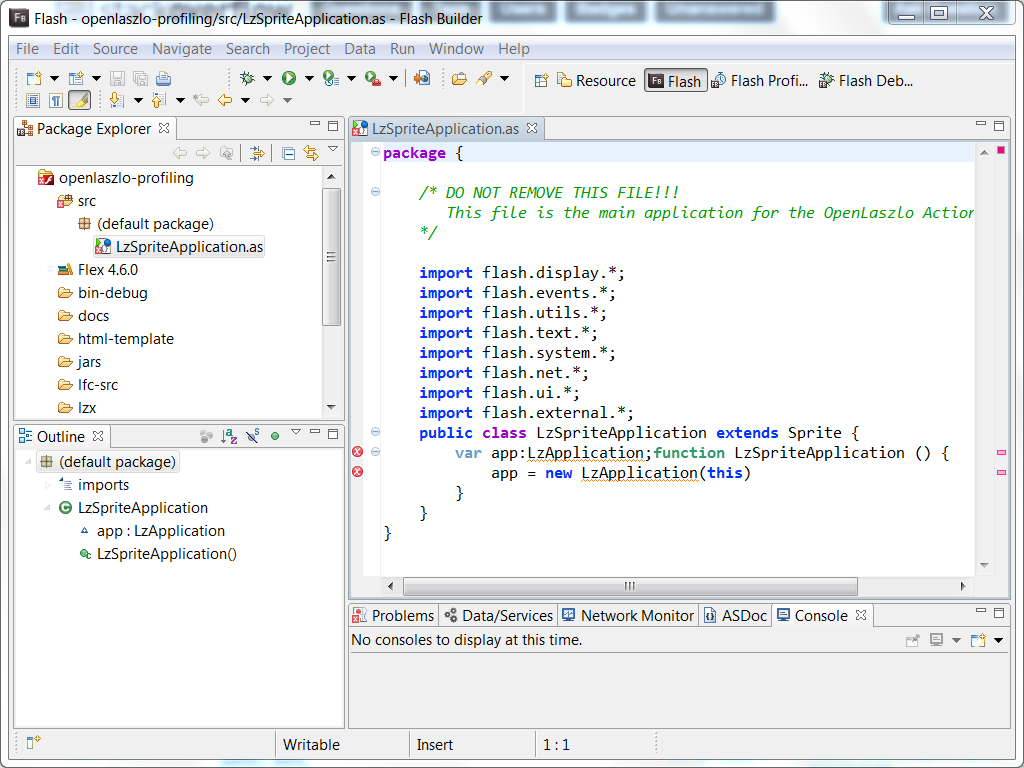 Fb Flash - openlaszlo-profiling/src/LzSpriteApplication.as - Flash Builder
File Edit Source Navigate Search Project Data Run Window Help
Resource Fb Flash Flash Profi... Flash Deb...
Package Explorer
openlaszlo-profiling
src
(default package)
LzSpriteApplication.as
Flex 4.6.0
bin-debug
docs
html-template
jars
lfc-src
lzx
Outline
(default package)
imports
LzSpriteApplication
app : LzApplication
LzSpriteApplication()
LzSpriteApplication.as
package {
/* DO NOT REMOVE THIS FILE!!!
This file is the main application for the OpenLaszlo Action
*/
import flash.display.*;
import flash.events.*;
import flash.utils.*;
import flash.text.*;
import flash.system.*;
import flash.net.*;
import flash.ui.*;
import flash.external.*;
public class LzSpriteApplication extends Sprite {
var app:LzApplication;function LzSpriteApplication () {
app = new LzApplication(this)
}
}
}
Problems Data/Services Network Monitor ASDoc Console
No consoles to display at this time.
Writable Insert 1 : 1